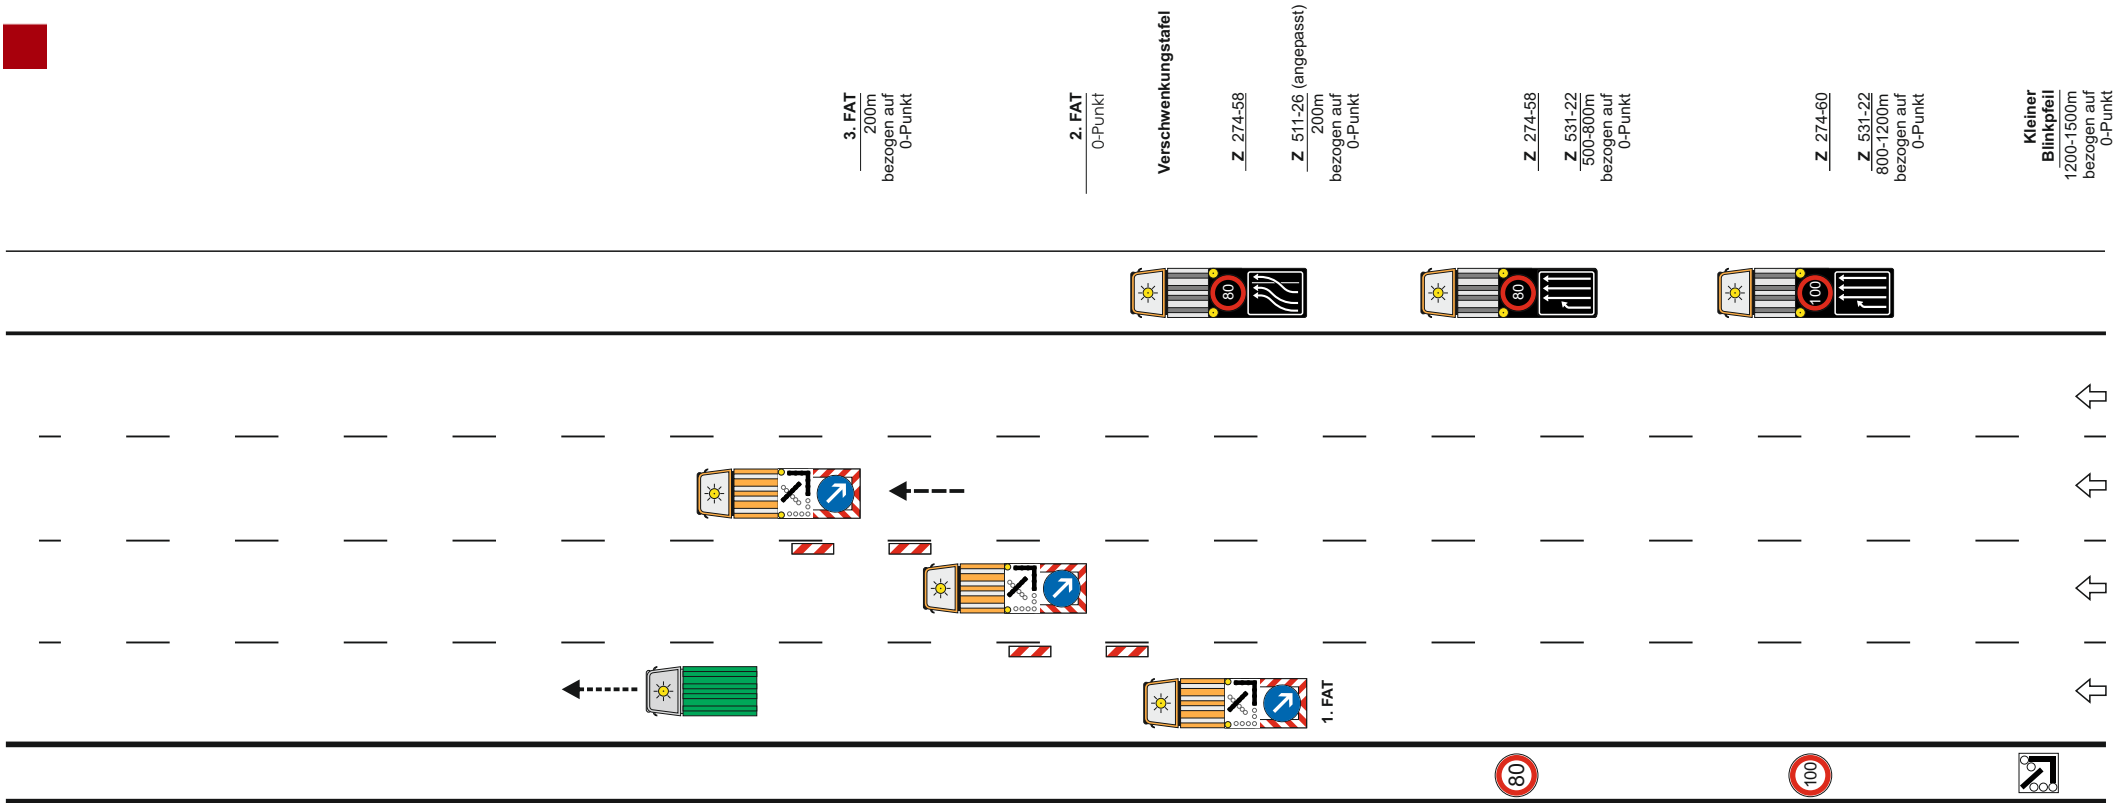 3. FAT
200m
bezogen auf
0-Punkt
2. FAT
0-Punkt
Verschwenkungstafel
Z 274-58
Z 511-26 (angepasst)
200m
bezogen auf
0-Punkt
Z 274-58
Z 531-22
500-800m
bezogen auf
0-Punkt
Z 274-60
Z 531-22
800-1200m
bezogen auf
0-Punkt
Kleiner
Blinkpfeil
1200-1500m
bezogen auf
0-Punkt
80
80
100
1. FAT
80
100